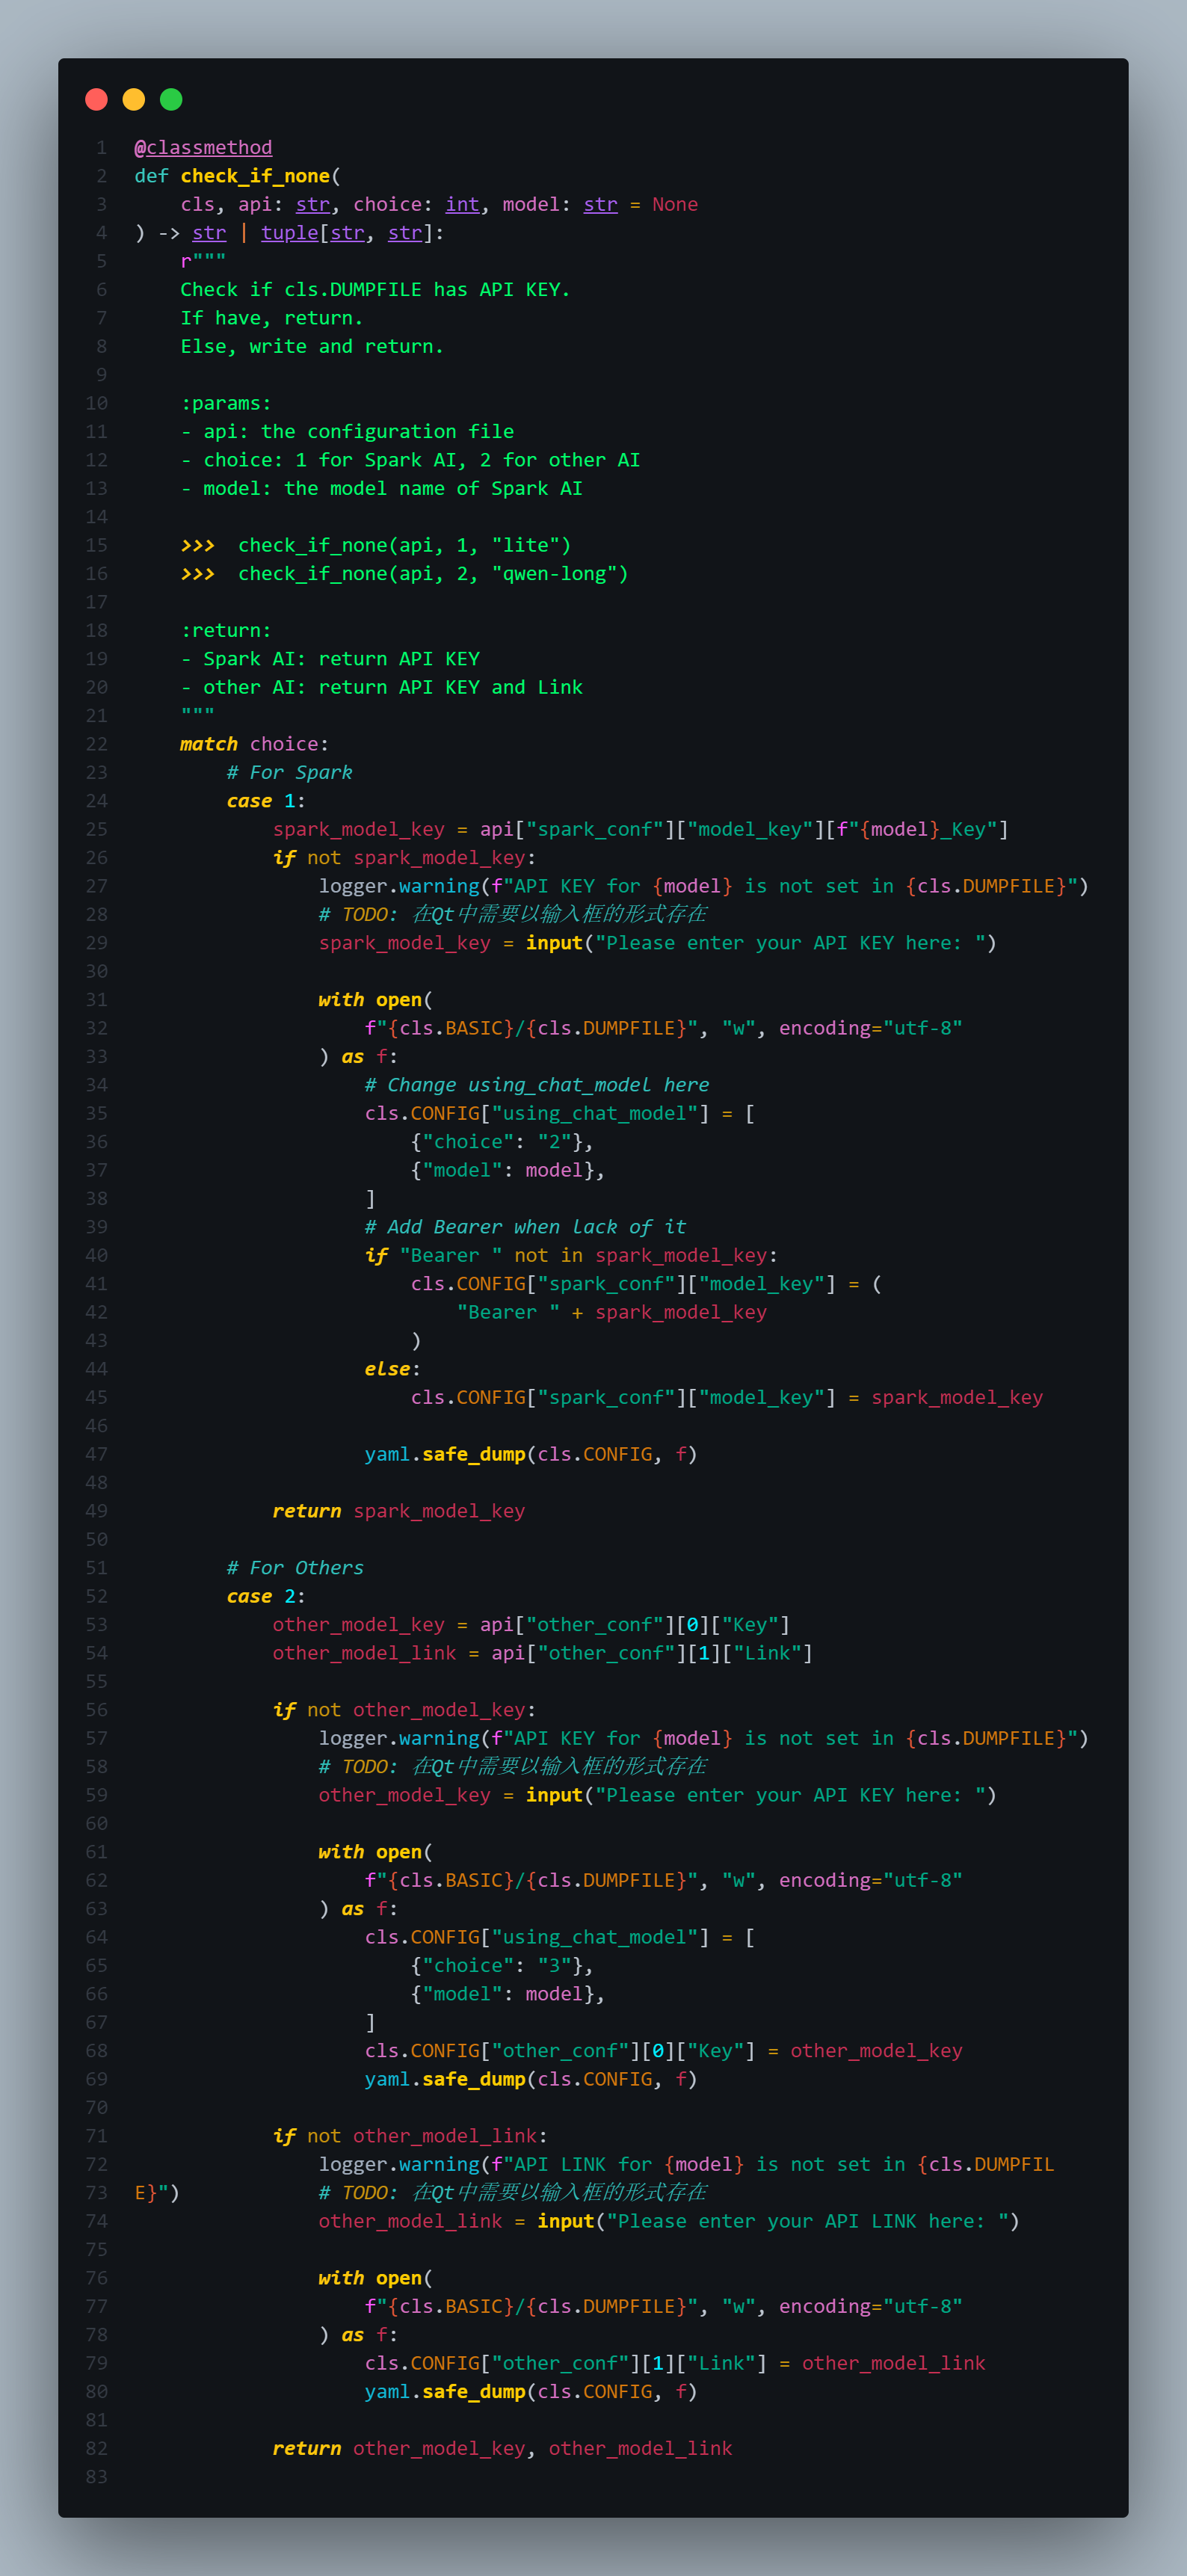 1 @classmethod
2 def check_if_none(
3     cls, api: str, choice: int, model: str = None
4 ) -> str | tuple[str, str]:
5     r"""
6     Check if cls.DUMPFILE has API KEY.
7     If have, return.
8     Else, write and return.
9
10     :params:
11     - api: the configuration file
12     - choice: 1 for Spark AI, 2 for other AI
13     - model: the model name of Spark AI
14
15     >>>  check_if_none(api, 1, "lite")
16     >>>  check_if_none(api, 2, "qwen-long")
17
18     :return:
19     - Spark AI: return API KEY
20     - other AI: return API KEY and Link
21     """
22     match choice:
23         # For Spark
24         case 1:
25             spark_model_key = api["spark_conf"]["model_key"][f"{model}_Key"]
26             if not spark_model_key:
27                 logger.warning(f"API KEY for {model} is not set in {cls.DUMPFILE}")
28                 # TODO: 在Qt中需要以输入框的形式存在
29                 spark_model_key = input("Please enter your API KEY here: ")
30
31                 with open(
32                     f"{cls.BASIC}/{cls.DUMPFILE}", "w", encoding="utf-8"
33                 ) as f:
34                     # Change using_chat_model here
35                     cls.CONFIG["using_chat_model"] = [
36                         {"choice": "2"},
37                         {"model": model},
38                     ]
39                     # Add Bearer when lack of it
40                     if "Bearer " not in spark_model_key:
41                         cls.CONFIG["spark_conf"]["model_key"] = (
42                             "Bearer " + spark_model_key
43                         )
44                     else:
45                         cls.CONFIG["spark_conf"]["model_key"] = spark_model_key
46
47                     yaml.safe_dump(cls.CONFIG, f)
48
49             return spark_model_key
50
51         # For Others
52         case 2:
53             other_model_key = api["other_conf"][0]["Key"]
54             other_model_link = api["other_conf"][1]["Link"]
55
56             if not other_model_key:
57                 logger.warning(f"API KEY for {model} is not set in {cls.DUMPFILE}")
58                 # TODO: 在Qt中需要以输入框的形式存在
59                 other_model_key = input("Please enter your API KEY here: ")
60
61                 with open(
62                     f"{cls.BASIC}/{cls.DUMPFILE}", "w", encoding="utf-8"
63                 ) as f:
64                     cls.CONFIG["using_chat_model"] = [
65                         {"choice": "3"},
66                         {"model": model},
67                     ]
68                     cls.CONFIG["other_conf"][0]["Key"] = other_model_key
69                     yaml.safe_dump(cls.CONFIG, f)
70
71             if not other_model_link:
72                 logger.warning(f"API LINK for {model} is not set in {cls.DUMPFIL
73 E}")            # TODO: 在Qt中需要以输入框的形式存在
74                 other_model_link = input("Please enter your API LINK here: ")
75
76                 with open(
77                     f"{cls.BASIC}/{cls.DUMPFILE}", "w", encoding="utf-8"
78                 ) as f:
79                     cls.CONFIG["other_conf"][1]["Link"] = other_model_link
80                     yaml.safe_dump(cls.CONFIG, f)
81
82             return other_model_key, other_model_link
83